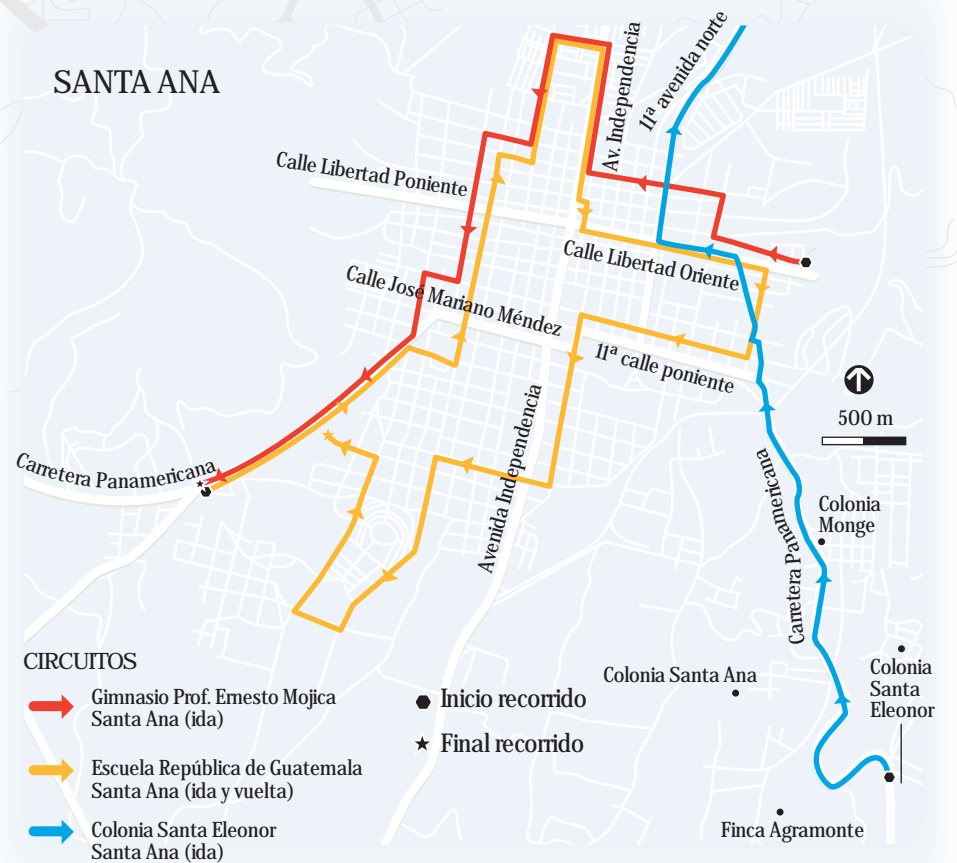 SANTA ANA
Av. Independencia
11ª avenida norte
Calle Libertad Poniente
Calle Libertad Oriente
Calle José Mariano Méndez
11ª calle poniente
500 m
Carretera Panamericana
Avenida Independencia
Carretera Panamericana
Colonia
Monge
Colonia Santa Ana
Colonia
Santa
Eleonor
Finca Agramonte
CIRCUITOS
Gimnasio Prof. Ernesto Mojica
Santa Ana (ida)
Escuela República de Guatemala
Santa Ana (ida y vuelta)
Colonia Santa Eleonor
Santa Ana (ida)
Inicio recorrido
Final recorrido